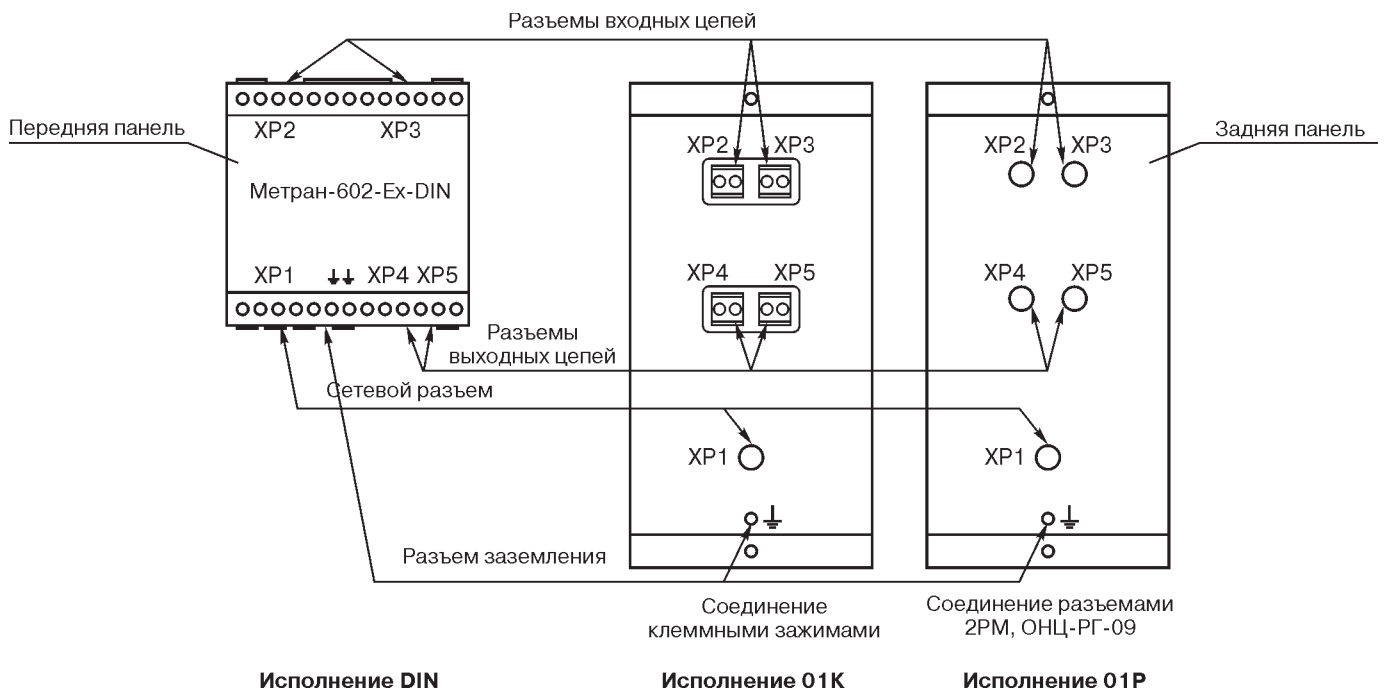 Разъемы входных цепей
Передняя панель
XP2 XP3
Метран-602-Ex-DIN
XP1 XP4 XP5
XP2 XP3
XP4 XP5
XP1
XP2 XP3
XP4 XP5
XP1
Задняя панель
Разъемы
выходных цепей
Сетевой разъем
Разъем заземления
Соединение
клеммными зажимами
Соединение разъемами
2РМ, ОНЦ-РГ-09
Исполнение DIN
Исполнение 01К
Исполнение 01Р